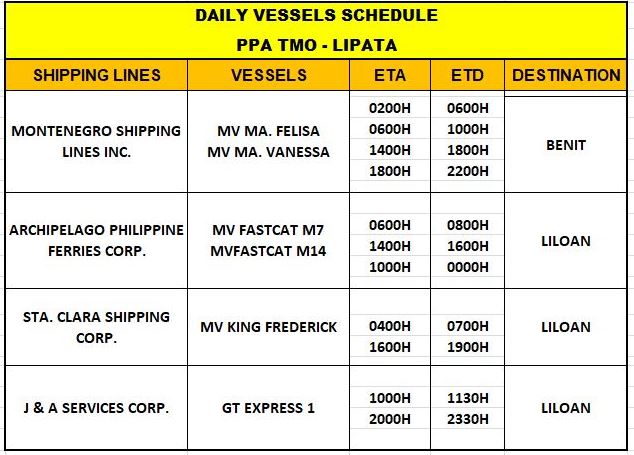 DAILY VESSELS SCHEDULE
PPA TMO - LIPATA
SHIPPING LINES VESSELS ETA ETD DESTINATION
MONTENEGRO SHIPPING LINES INC.
MV MA. FELISA
MV MA. VANESSA
0200H 0600H
0600H 1000H
1400H 1800H
1800H 2200H
BENIT
ARCHIPELAGO PHILIPPINE FERRIES CORP.
MV FASTCAT M7
MVFASTCAT M14
0600H 0800H
1400H 1600H
1000H 0000H
LILOAN
STA. CLARA SHIPPING CORP.
MV KING FREDERICK
0400H 0700H
1600H 1900H
LILOAN
J & A SERVICES CORP.
GT EXPRESS 1
1000H 1130H
2000H 2330H
LILOAN